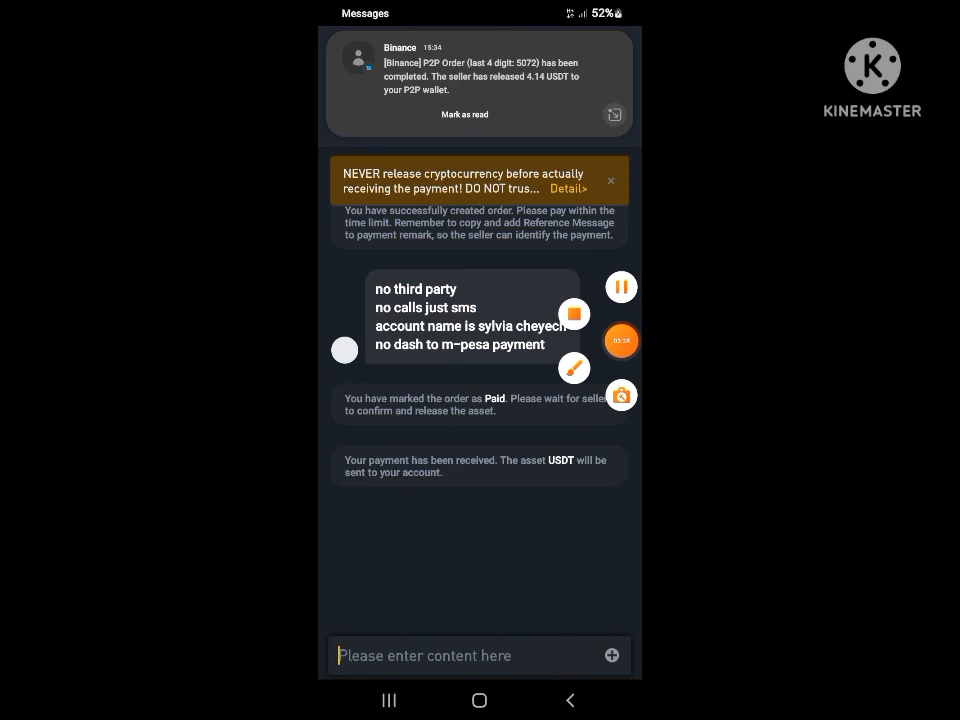 Messages
52%
Binance 15:34
[Binance] P2P Order (last 4 digit: 5072) has been
completed. The seller has released 4.14 USDT to
your P2P wallet.
Mark as read
K
KINEMASTER
NEVER release cryptocurrency before actually
receiving the payment! DO NOT trus... Detail>
You have successfully created order. Please pay within the
time limit. Remember to copy and add Reference Message
to payment remark, so the seller can identify the payment.
no third party
no calls just sms
account name is sylvia cheyech
no dash to m-pesa payment
You have marked the order as Paid. Please wait for seller
to confirm and release the asset.
Your payment has been received. The asset USDT will be
sent to your account.
Please enter content here